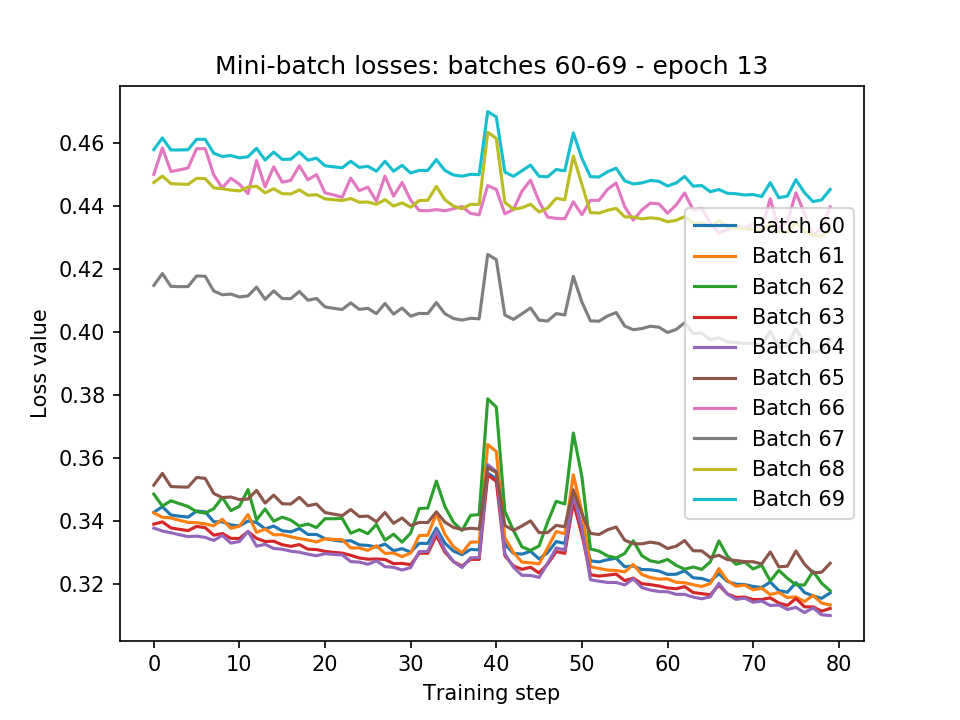 Mini-batch losses: batches 60-69 - epoch 13
Loss value
0.46
0.44
0.42
0.40
0.38
0.36
0.34
0.32
Batch 60
Batch 61
Batch 62
Batch 63
Batch 64
Batch 65
Batch 66
Batch 67
Batch 68
Batch 69
0 10 20 30 40 50 60 70 80
Training step